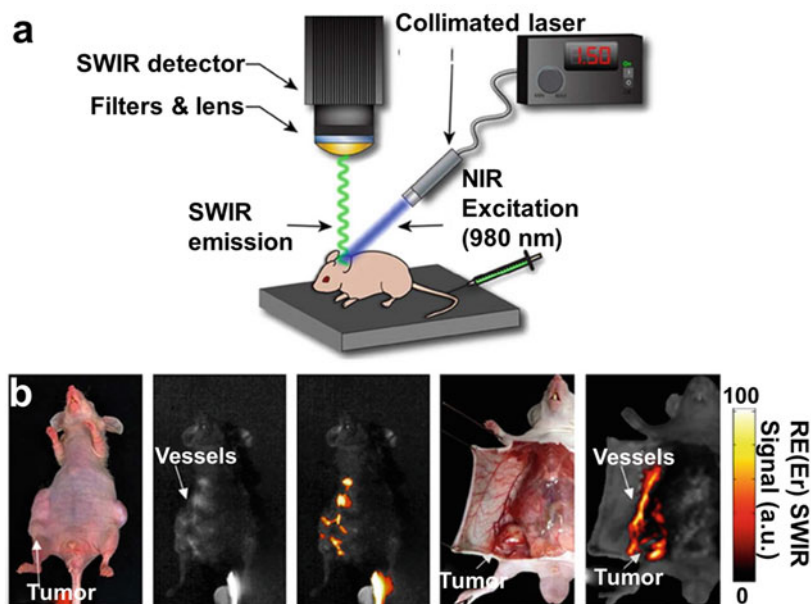 a
Collimated laser
SWIR detector
Filters & lens
1.50
SWIR
emission
NIR
Excitation
(980 nm)
b
Vessels
Tumor
Tumor
Vessels
Tumor
100
0
RE(Er) SWIR
Signal (a.u.)